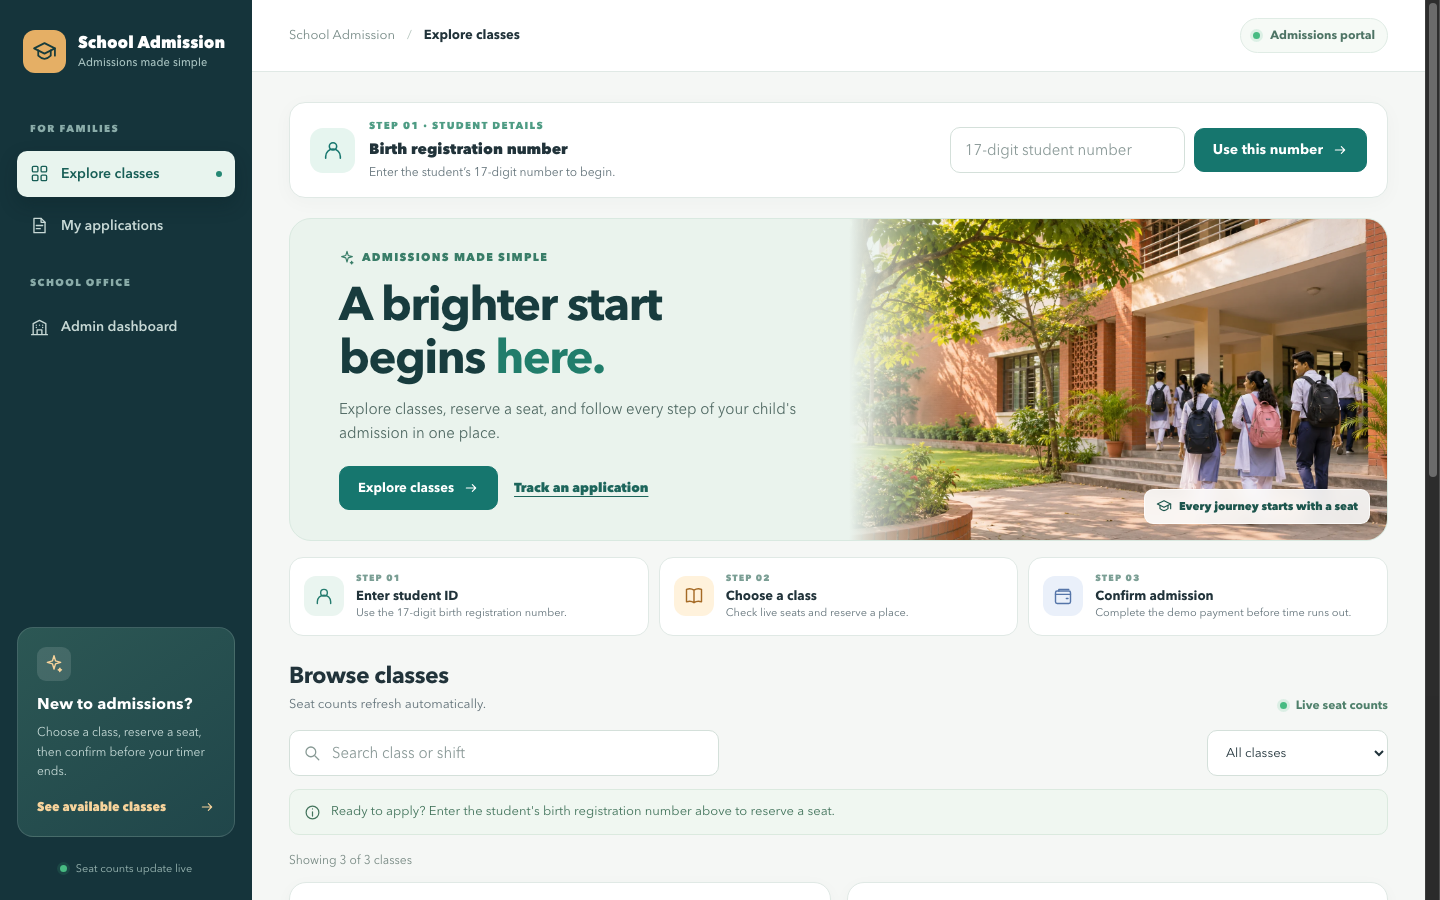 School Admission
Admissions made simple
FOR FAMILIES
Explore classes
My applications
SCHOOL OFFICE
Admin dashboard
New to admissions?
Choose a class, reserve a seat,
then confirm before your timer
ends.
See available classes →
Seat counts update live
School Admission / Explore classes
Admissions portal
STEP 01 · STUDENT DETAILS
Birth registration number
Enter the student's 17-digit number to begin.
17-digit student number
Use this number →
ADMISSIONS MADE SIMPLE
A brighter start
begins here.
Explore classes, reserve a seat, and follow every step of your child's
admission in one place.
Explore classes →
Track an application
Every journey starts with a seat
STEP 01
Enter student ID
Use the 17-digit birth registration number.
STEP 02
Choose a class
Check live seats and reserve a place.
STEP 03
Confirm admission
Complete the demo payment before time runs out.
Browse classes
Seat counts refresh automatically.
Live seat counts
Search class or shift
All classes
Ready to apply? Enter the student's birth registration number above to reserve a seat.
Showing 3 of 3 classes